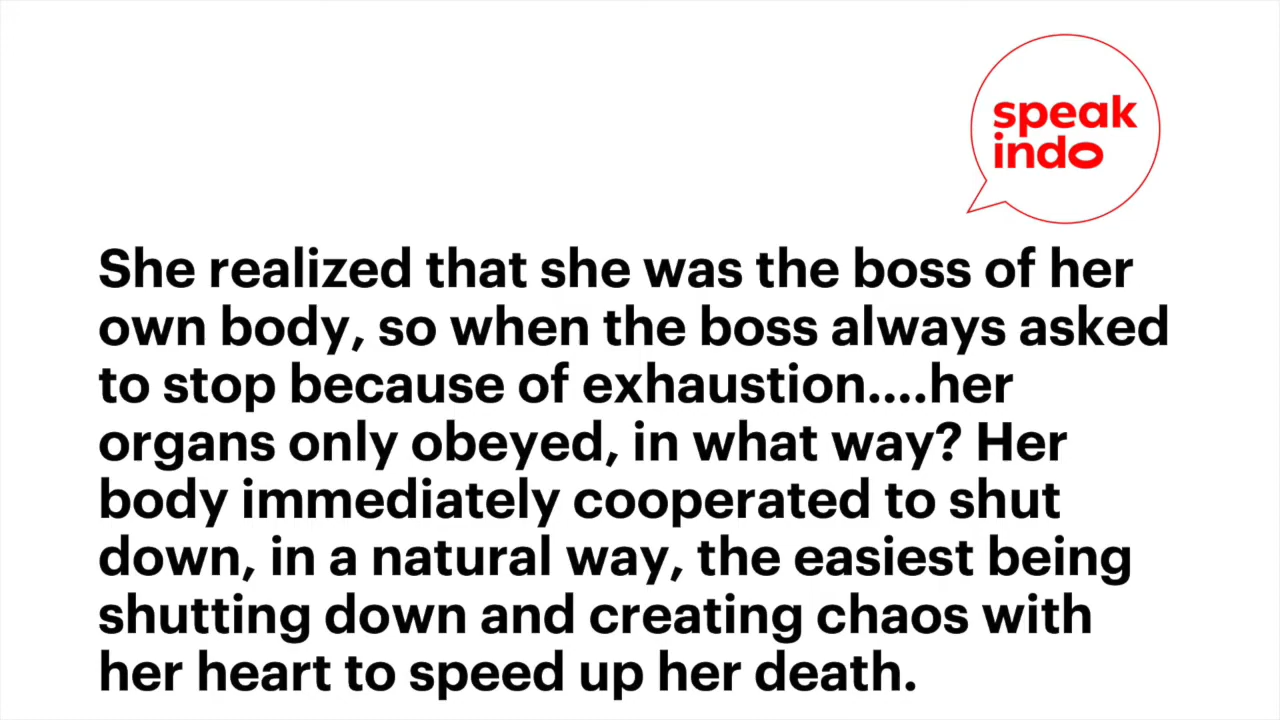 speak
indo
She realized that she was the boss of her
own body, so when the boss always asked
to stop because of exhaustion....her
organs only obeyed, in what way? Her
body immediately cooperated to shut
down, in a natural way, the easiest being
shutting down and creating chaos with
her heart to speed up her death.